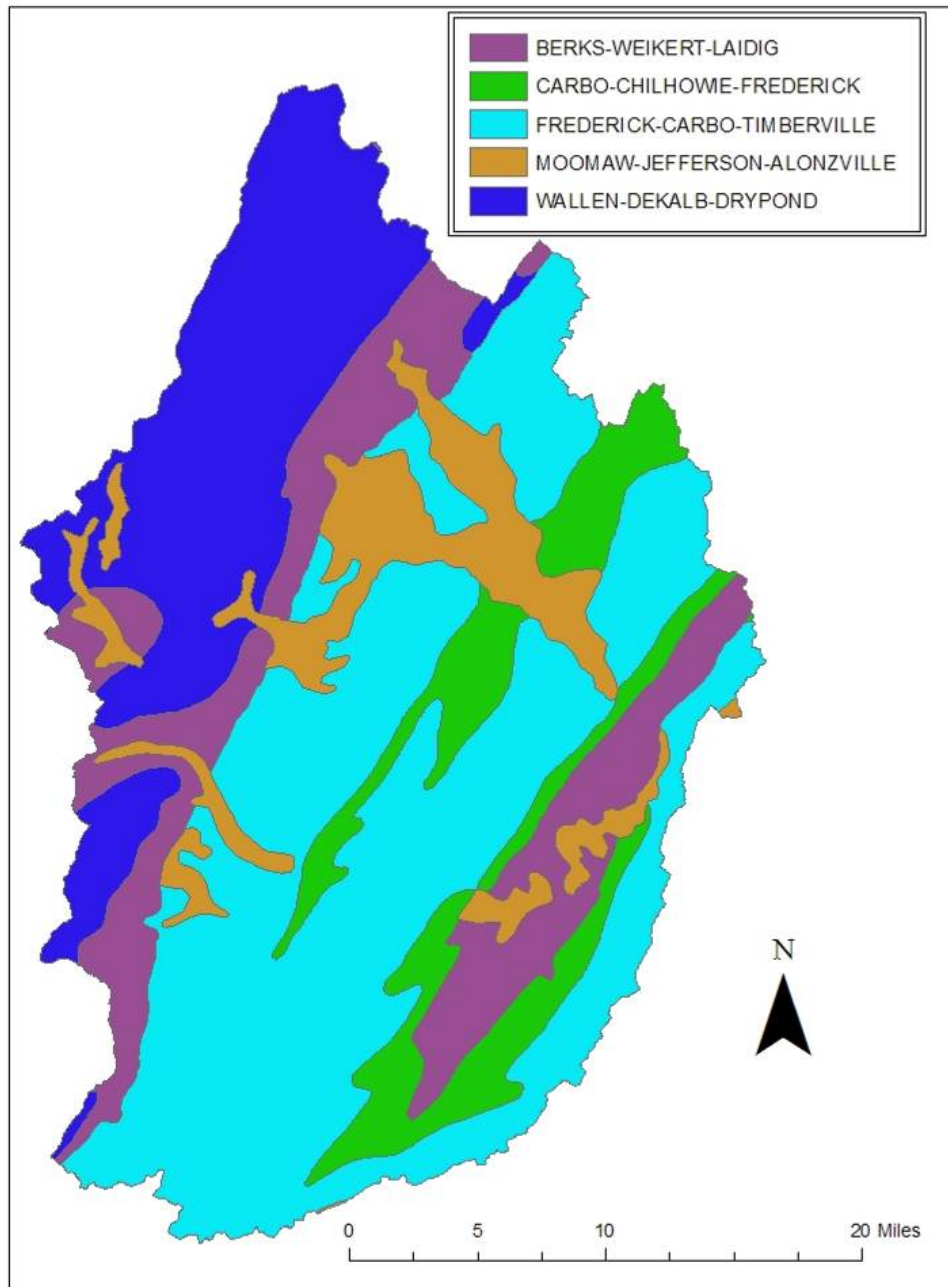 BERKS-WEIKERT-LAIDIG
CARBO-CHILHOWIE-FREDERICK
FREDERICK-CARBO-TIMBERVILLE
MOOMAW-JEFFERSON-ALONZVILLE
WALLEN-DEKALB-DRYPOND
N
0 5 10 20 Miles